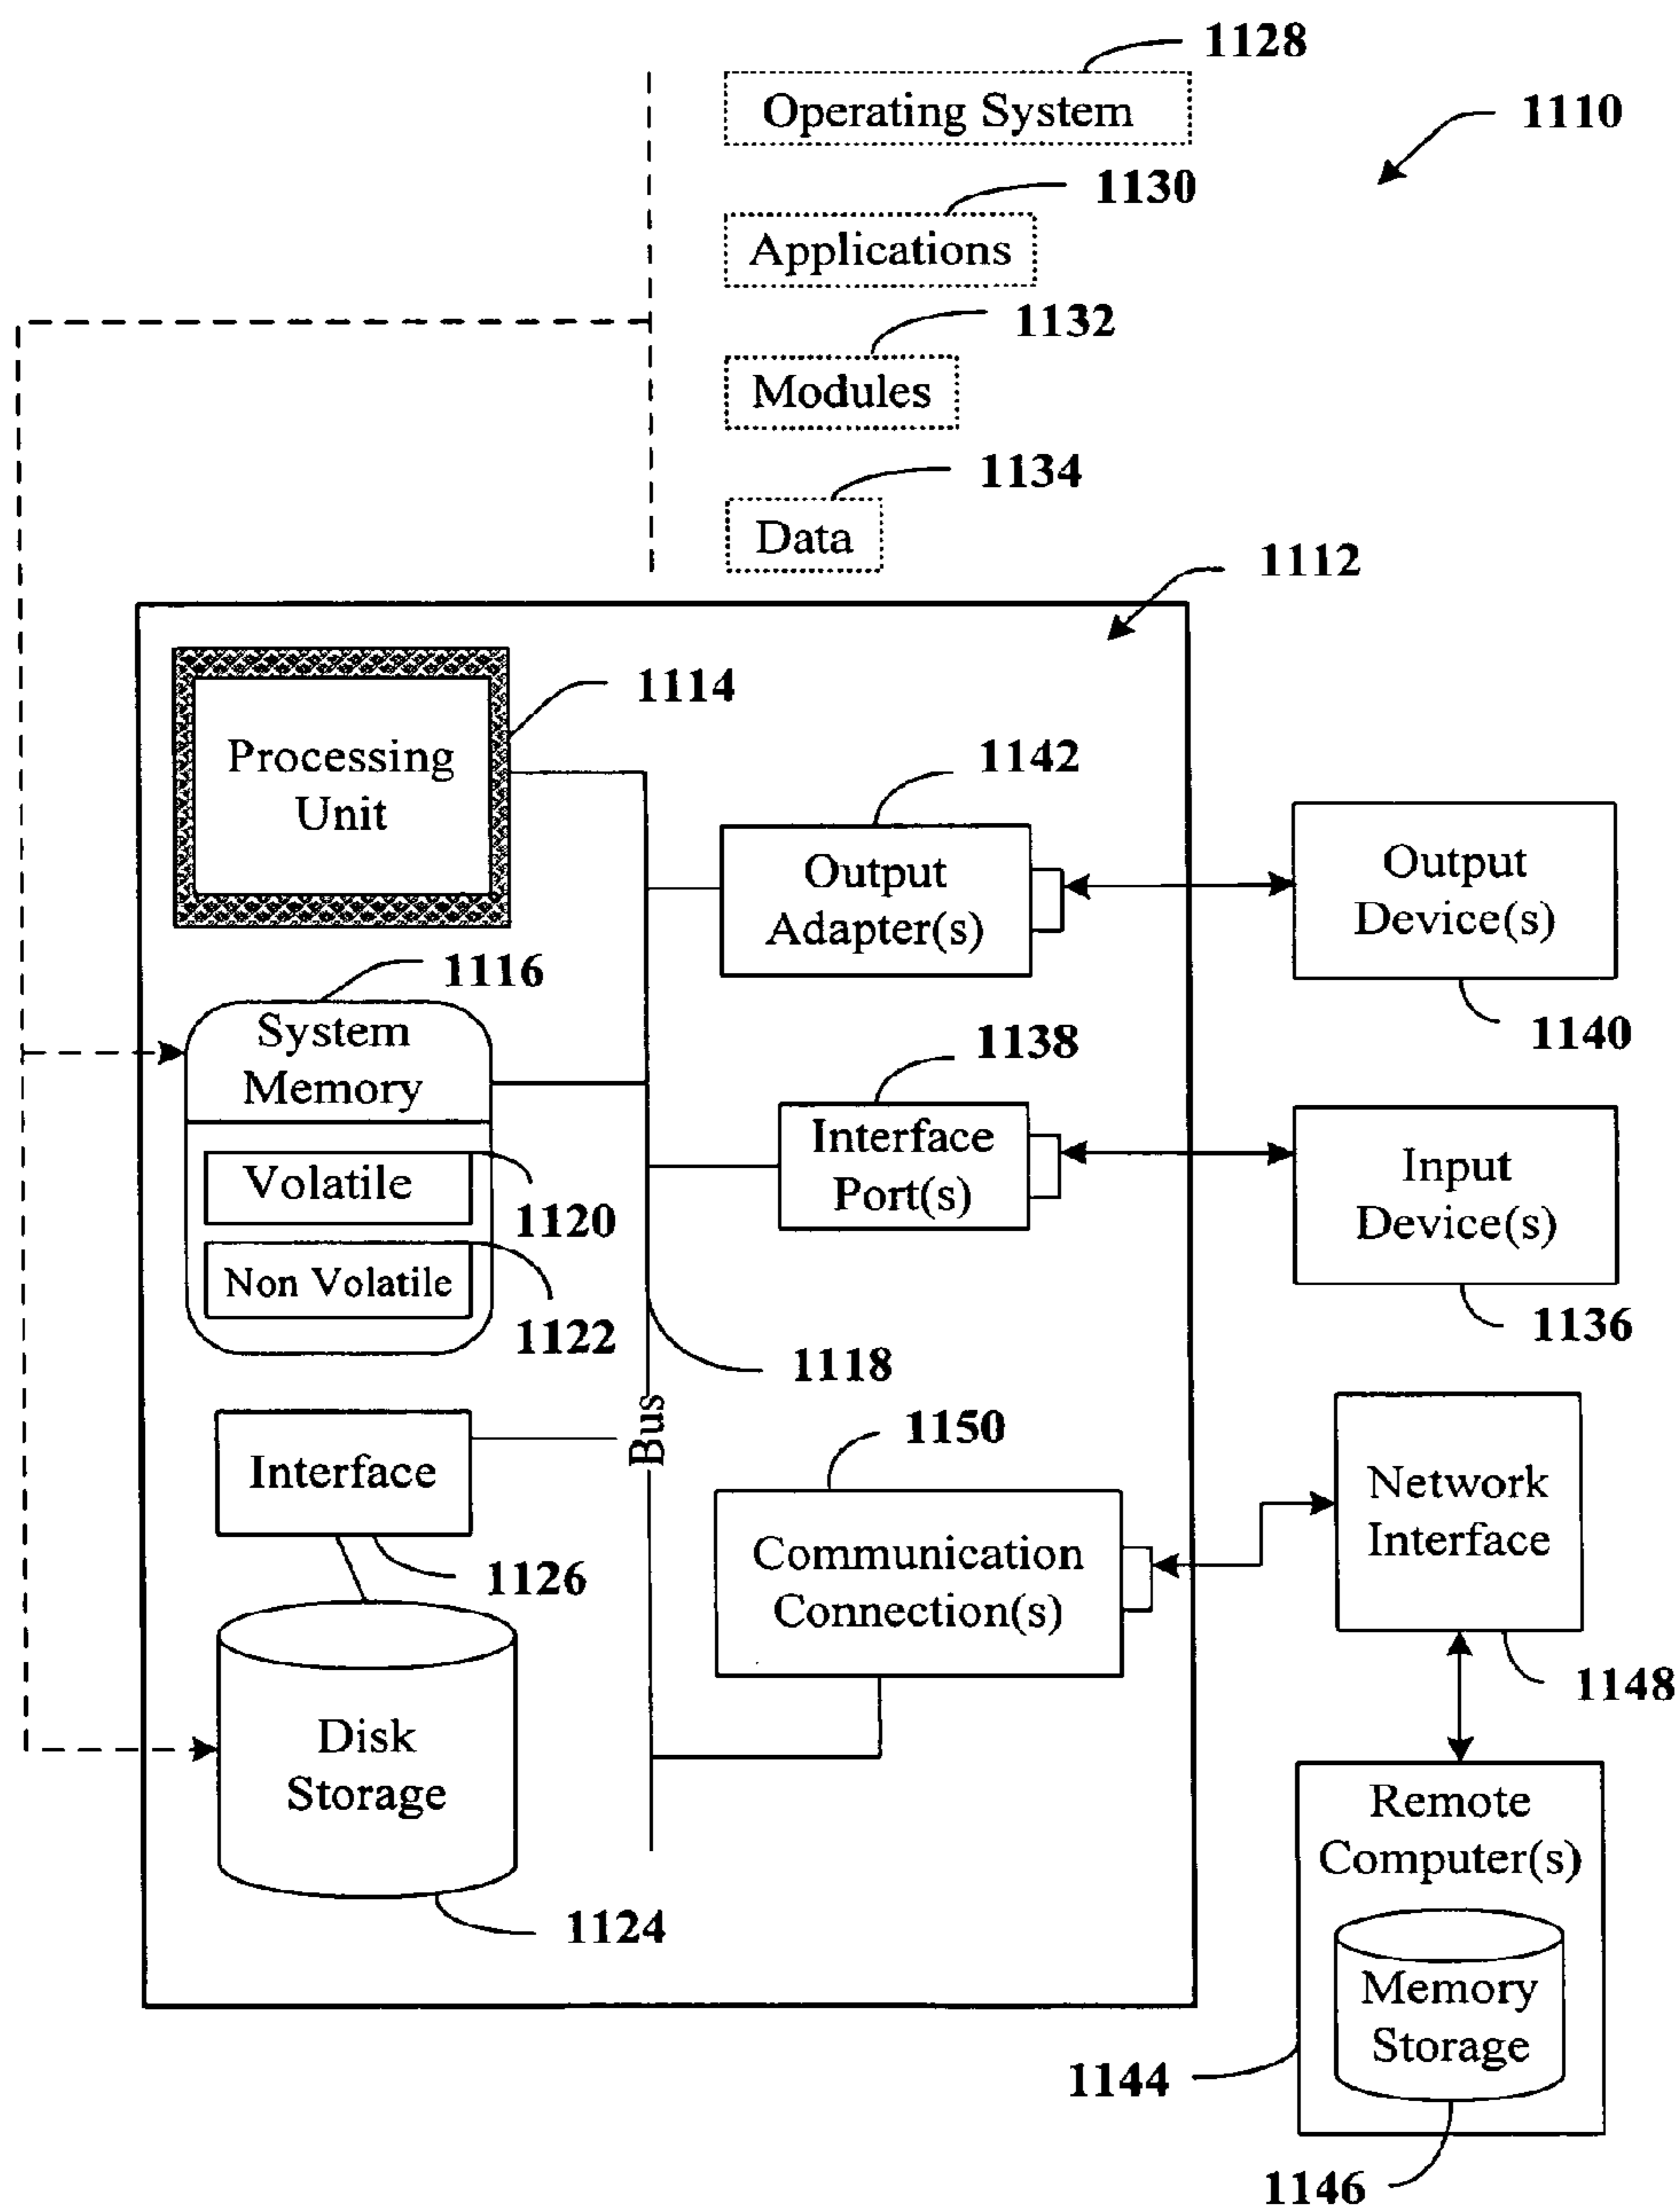 1128
Operating System
1110
1130
Applications
1132
Modules
1134
Data
1112
1114
Processing
Unit
1142
Output
Adapter(s)
Output
Device(s)
1140
1116
System
Memory
Volatile
1120
Non Volatile
1122
1138
Interface
Port(s)
Input
Device(s)
1136
1118
Bus
Interface
1126
1150
Communication
Connection(s)
Network
Interface
1148
Disk
Storage
1124
Remote
Computer(s)
Memory
Storage
1144
1146